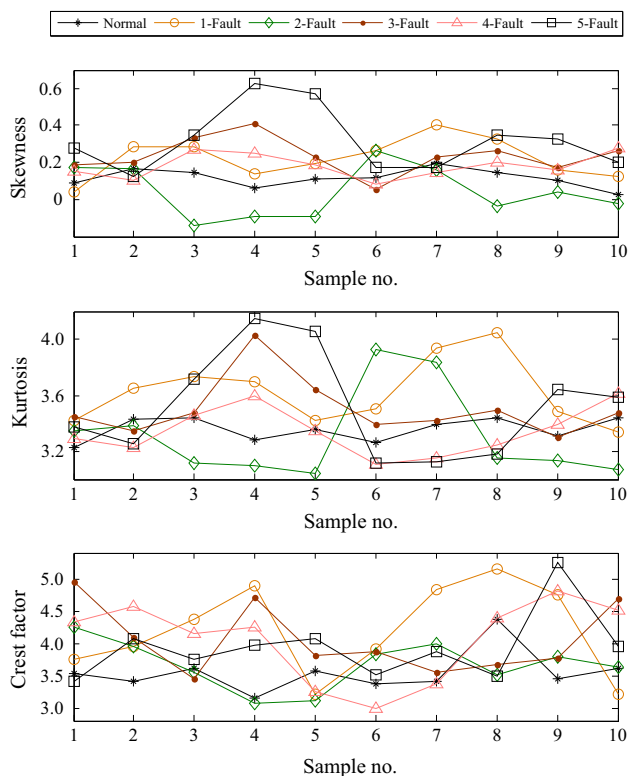 Normal 1-Fault 2-Fault 3-Fault 4-Fault 5-Fault
0.6
0.4
0.2
0
Skewness
1 2 3 4 5 6 7 8 9 10
Sample no.
4.0
3.6
3.2
Kurtosis
1 2 3 4 5 6 7 8 9 10
Sample no.
5.0
4.5
4.0
3.5
3.0
Crest factor
1 2 3 4 5 6 7 8 9 10
Sample no.